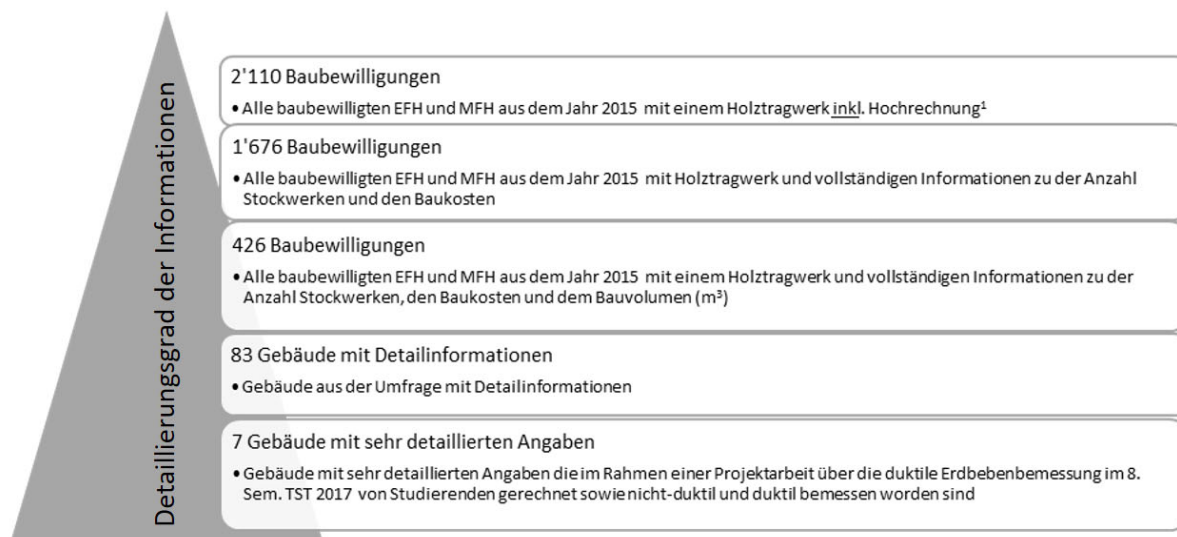 Detaillierungsgrad der Informationen
2'110 Baubewilligungen
• Alle baubewilligten EFH und MFH aus dem Jahr 2015 mit einem Holztragwerk inkl. Hochrechnung¹
1'676 Baubewilligungen
• Alle baubewilligten EFH und MFH aus dem Jahr 2015 mit Holztragwerk und vollständigen Informationen zu der Anzahl
Stockwerken und den Baukosten
426 Baubewilligungen
• Alle baubewilligten EFH und MFH aus dem Jahr 2015 mit einem Holztragwerk und vollständigen Informationen zu der
Anzahl Stockwerken, den Baukosten und dem Bauvolumen (m³)
83 Gebäude mit Detailinformationen
• Gebäude aus der Umfrage mit Detailinformationen
7 Gebäude mit sehr detaillierten Angaben
• Gebäude mit sehr detaillierten Angaben die im Rahmen einer Projektarbeit über die duktile Erdbebenbemessung im 8.
Sem. TST 2017 von Studierenden gerechnet sowie nicht-duktil und duktil bemessen worden sind